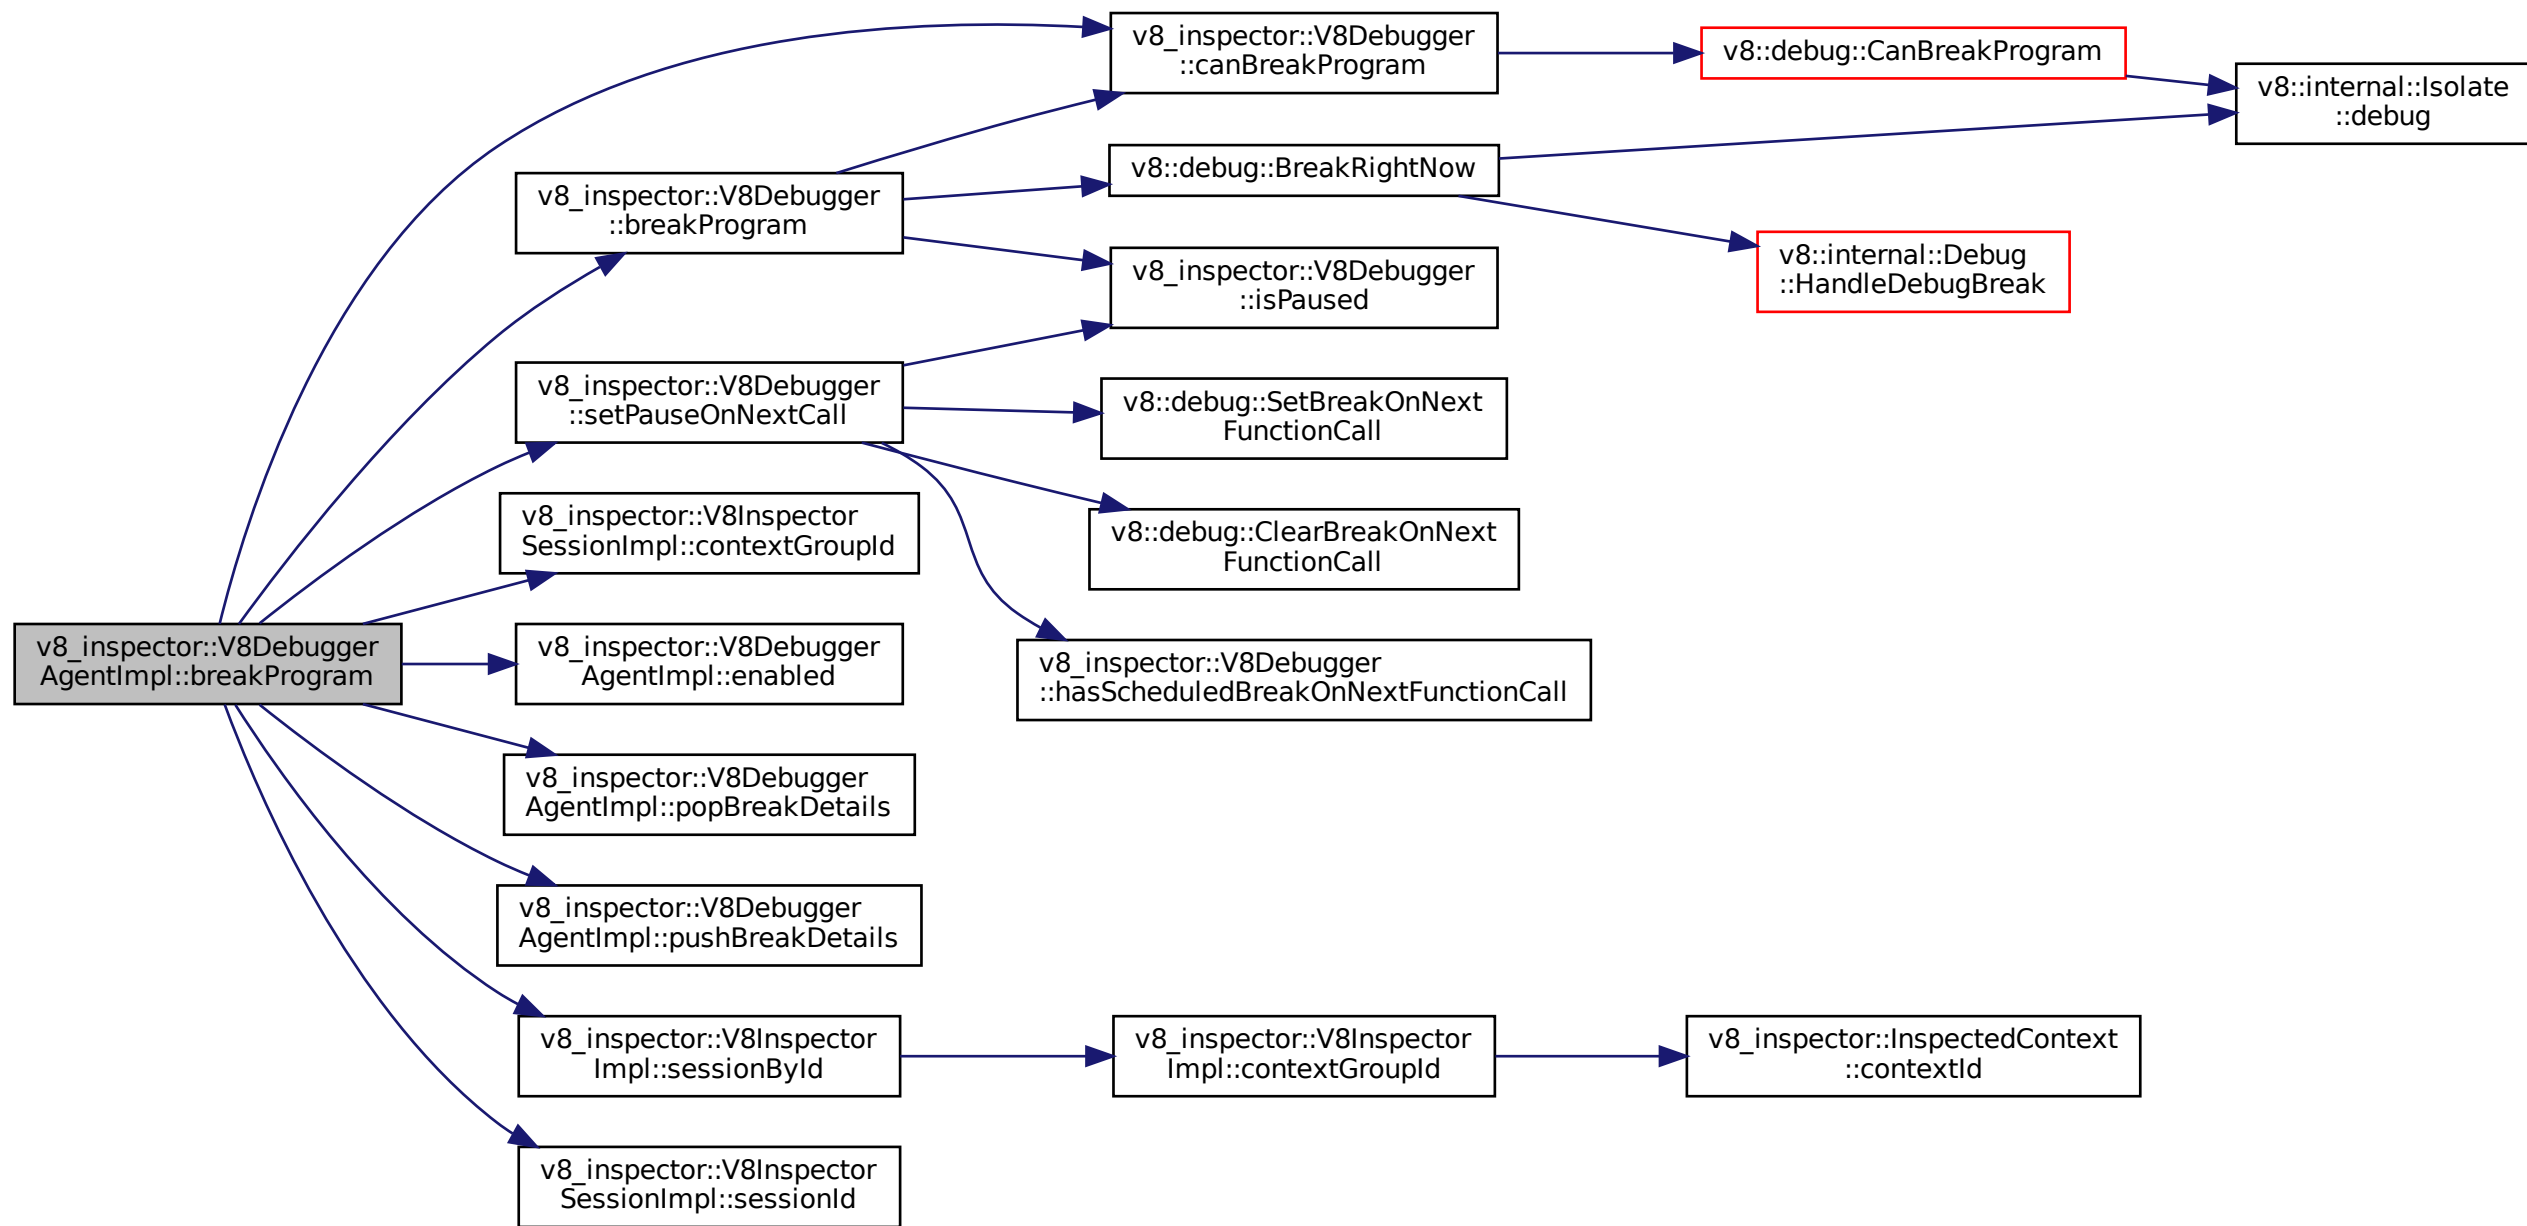 v8_inspector::V8Debugger
AgentImpl::breakProgram
v8_inspector::V8Debugger
::canBreakProgram
v8::debug::CanBreakProgram
v8::internal::Isolate
::debug
v8_inspector::V8Debugger
::breakProgram
v8::debug::BreakRightNow
v8::internal::Debug
::HandleDebugBreak
v8_inspector::V8Debugger
::isPaused
v8_inspector::V8Debugger
::setPauseOnNextCall
v8::debug::SetBreakOnNext
FunctionCall
v8::debug::ClearBreakOnNext
FunctionCall
v8_inspector::V8Debugger
::hasScheduledBreakOnNextFunctionCall
v8_inspector::V8Inspector
SessionImpl::contextGroupId
v8_inspector::V8Debugger
AgentImpl::enabled
v8_inspector::V8Debugger
AgentImpl::popBreakDetails
v8_inspector::V8Debugger
AgentImpl::pushBreakDetails
v8_inspector::V8Inspector
Impl::sessionById
v8_inspector::V8Inspector
Impl::contextGroupId
v8_inspector::InspectedContext
::contextId
v8_inspector::V8Inspector
SessionImpl::sessionId